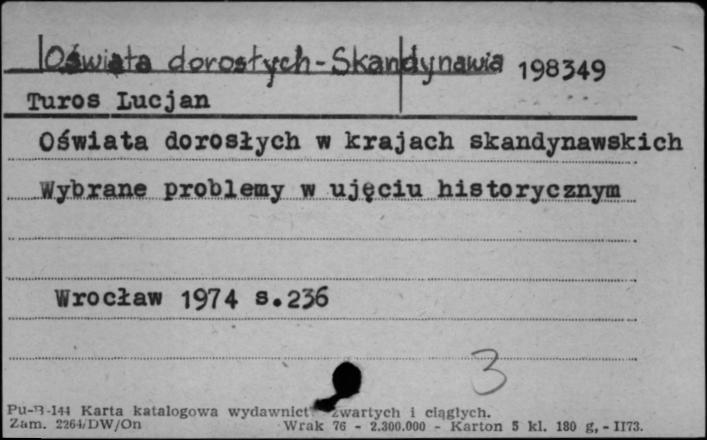 Oświata dorosłych - Skandynawia 198349
Turos Lucjan
Oświata dorosłych w krajach skandynawskich
Wybrane problemy w ujęciu historycznym
Wrocław 1974 s.236
3
Pu-B-144 Karta katalogowa wydawnict zwartych i ciągłych.
Zam. 2264/DW/On Wrak 76 - 2.300.000 - Karton 5 kl. 180 g, - II73.